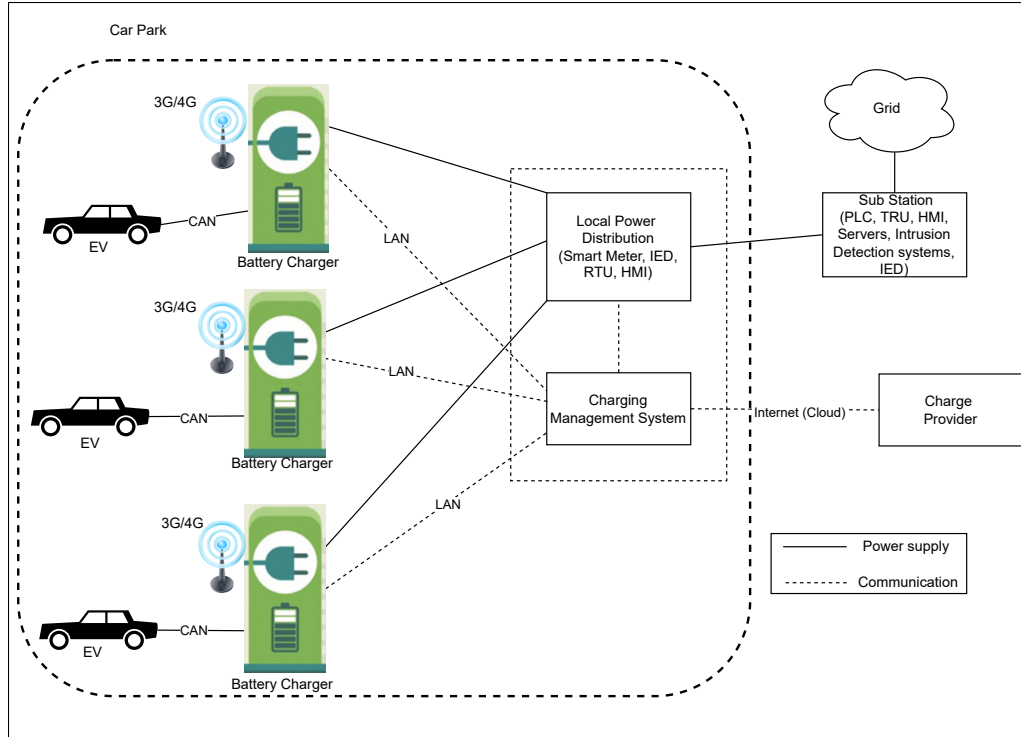 Car Park
3G/4G
CAN
EV
Battery Charger
LAN
3G/4G
CAN
EV
Battery Charger
LAN
3G/4G
CAN
EV
Battery Charger
LAN
Local Power
Distribution
(Smart Meter, IED,
RTU, HMI)
Charging
Management System
Grid
Sub Station
(PLC, TRU, HMI,
Servers, Intrusion
Detection systems,
IED)
Internet (Cloud)
Charge
Provider
Power supply
Communication